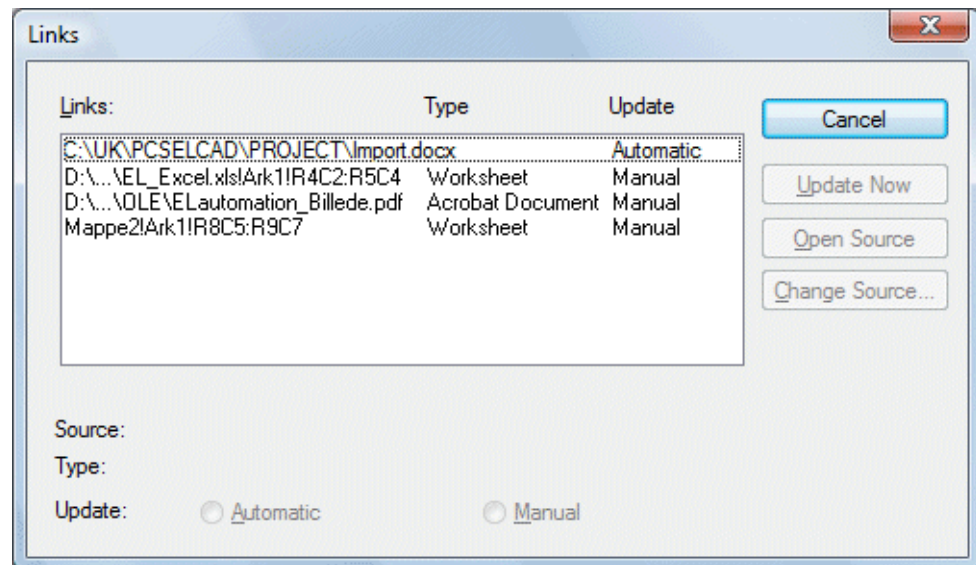 Links
Links: Type Update
C:\UK\PCSELCAD\PROJECT\Import.docx Automatic
D:\...\EL_Excel.xls!Ark1!R4C2:R5C4 Worksheet Manual
D:\...\OLE\ELautomation_Billede.pdf Acrobat Document Manual
Mappe2!Ark1!R8C5:R9C7 Worksheet Manual
Cancel
Update Now
Open Source
Change Source...
Source:
Type:
Update: Automatic Manual